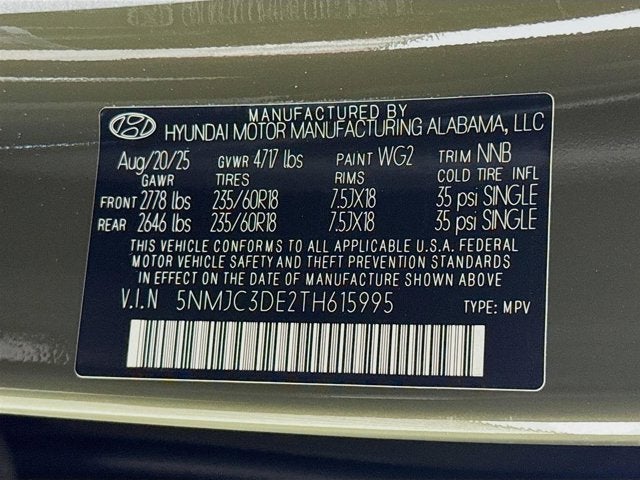 MANUFACTURED BY
HYUNDAI MOTOR MANUFACTURING ALABAMA, LLC
Aug/20/25 GVWR 4717 lbs PAINT WG2 TRIM NNB
GAWR TIRES RIMS COLD TIRE INFL
FRONT 2778 lbs 235/60R18 7.5JX18 35 psi SINGLE
REAR 2646 lbs 235/60R18 7.5JX18 35 psi SINGLE
THIS VEHICLE CONFORMS TO ALL APPLICABLE U.S.A. FEDERAL
MOTOR VEHICLE SAFETY AND THEFT PREVENTION STANDARDS
IN EFFECT ON THE DATE OF MANUFACTURE SHOWN ABOVE
V.I.N 5NMJC3DE2TH615995 TYPE: MPV